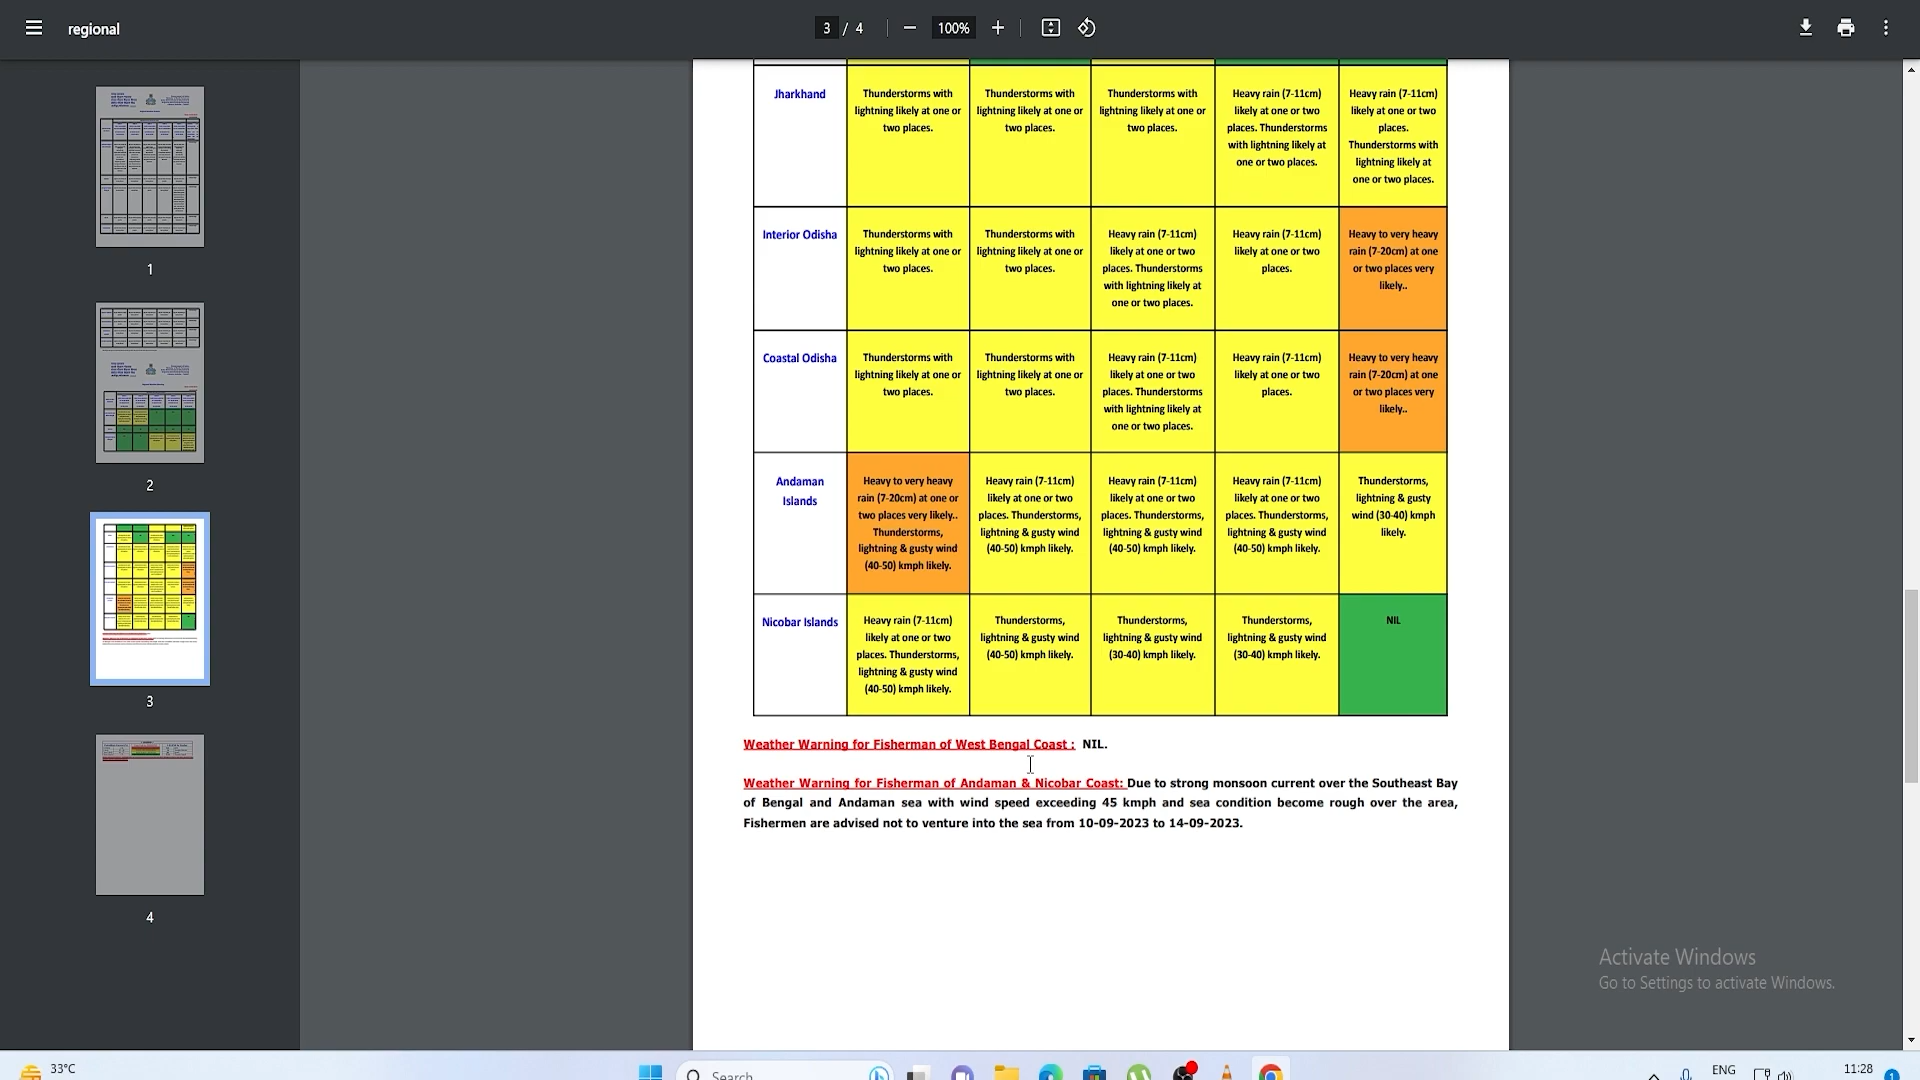 regional
3 / 4
100%
1
2
3
4
Jharkhand
Thunderstorms with
lightning likely at one or
two places.
Thunderstorms with
lightning likely at one or
two places.
Thunderstorms with
lightning likely at one or
two places.
Heavy rain (7-11cm)
likely at one or two
places. Thunderstorms
with lightning likely at
one or two places.
Heavy rain (7-11cm)
likely at one or two
places.
Thunderstorms with
lightning likely at
one or two places.
Interior Odisha
Thunderstorms with
lightning likely at one or
two places.
Thunderstorms with
lightning likely at one or
two places.
Heavy rain (7-11cm)
likely at one or two
places. Thunderstorms
with lightning likely at
one or two places.
Heavy rain (7-11cm)
likely at one or two
places.
Heavy to very heavy
rain (7-20cm) at one
or two places very
likely..
Coastal Odisha
Thunderstorms with
lightning likely at one or
two places.
Thunderstorms with
lightning likely at one or
two places.
Heavy rain (7-11cm)
likely at one or two
places. Thunderstorms
with lightning likely at
one or two places.
Heavy rain (7-11cm)
likely at one or two
places.
Heavy to very heavy
rain (7-20cm) at one
or two places very
likely..
Andaman
Islands
Heavy to very heavy
rain (7-20cm) at one or
two places very likely..
Thunderstorms,
lightning & gusty wind
(40-50) kmph likely.
Heavy rain (7-11cm)
likely at one or two
places. Thunderstorms,
lightning & gusty wind
(40-50) kmph likely.
Heavy rain (7-11cm)
likely at one or two
places. Thunderstorms,
lightning & gusty wind
(40-50) kmph likely.
Heavy rain (7-11cm)
likely at one or two
places. Thunderstorms,
lightning & gusty wind
(40-50) kmph likely.
Thunderstorms,
lightning & gusty
wind (30-40) kmph
likely.
Nicobar Islands
Heavy rain (7-11cm)
likely at one or two
places. Thunderstorms,
lightning & gusty wind
(40-50) kmph likely.
Thunderstorms,
lightning & gusty wind
(40-50) kmph likely.
Thunderstorms,
lightning & gusty wind
(30-40) kmph likely.
Thunderstorms,
lightning & gusty wind
(30-40) kmph likely.
NIL
Weather Warning for Fisherman of West Bengal Coast : NIL.
Weather Warning for Fisherman of Andaman & Nicobar Coast: Due to strong monsoon current over the Southeast Bay
of Bengal and Andaman sea with wind speed exceeding 45 kmph and sea condition become rough over the area,
Fishermen are advised not to venture into the sea from 10-09-2023 to 14-09-2023.
Activate Windows
Go to Settings to activate Windows.
33°C
Search
ENG
11:28
1